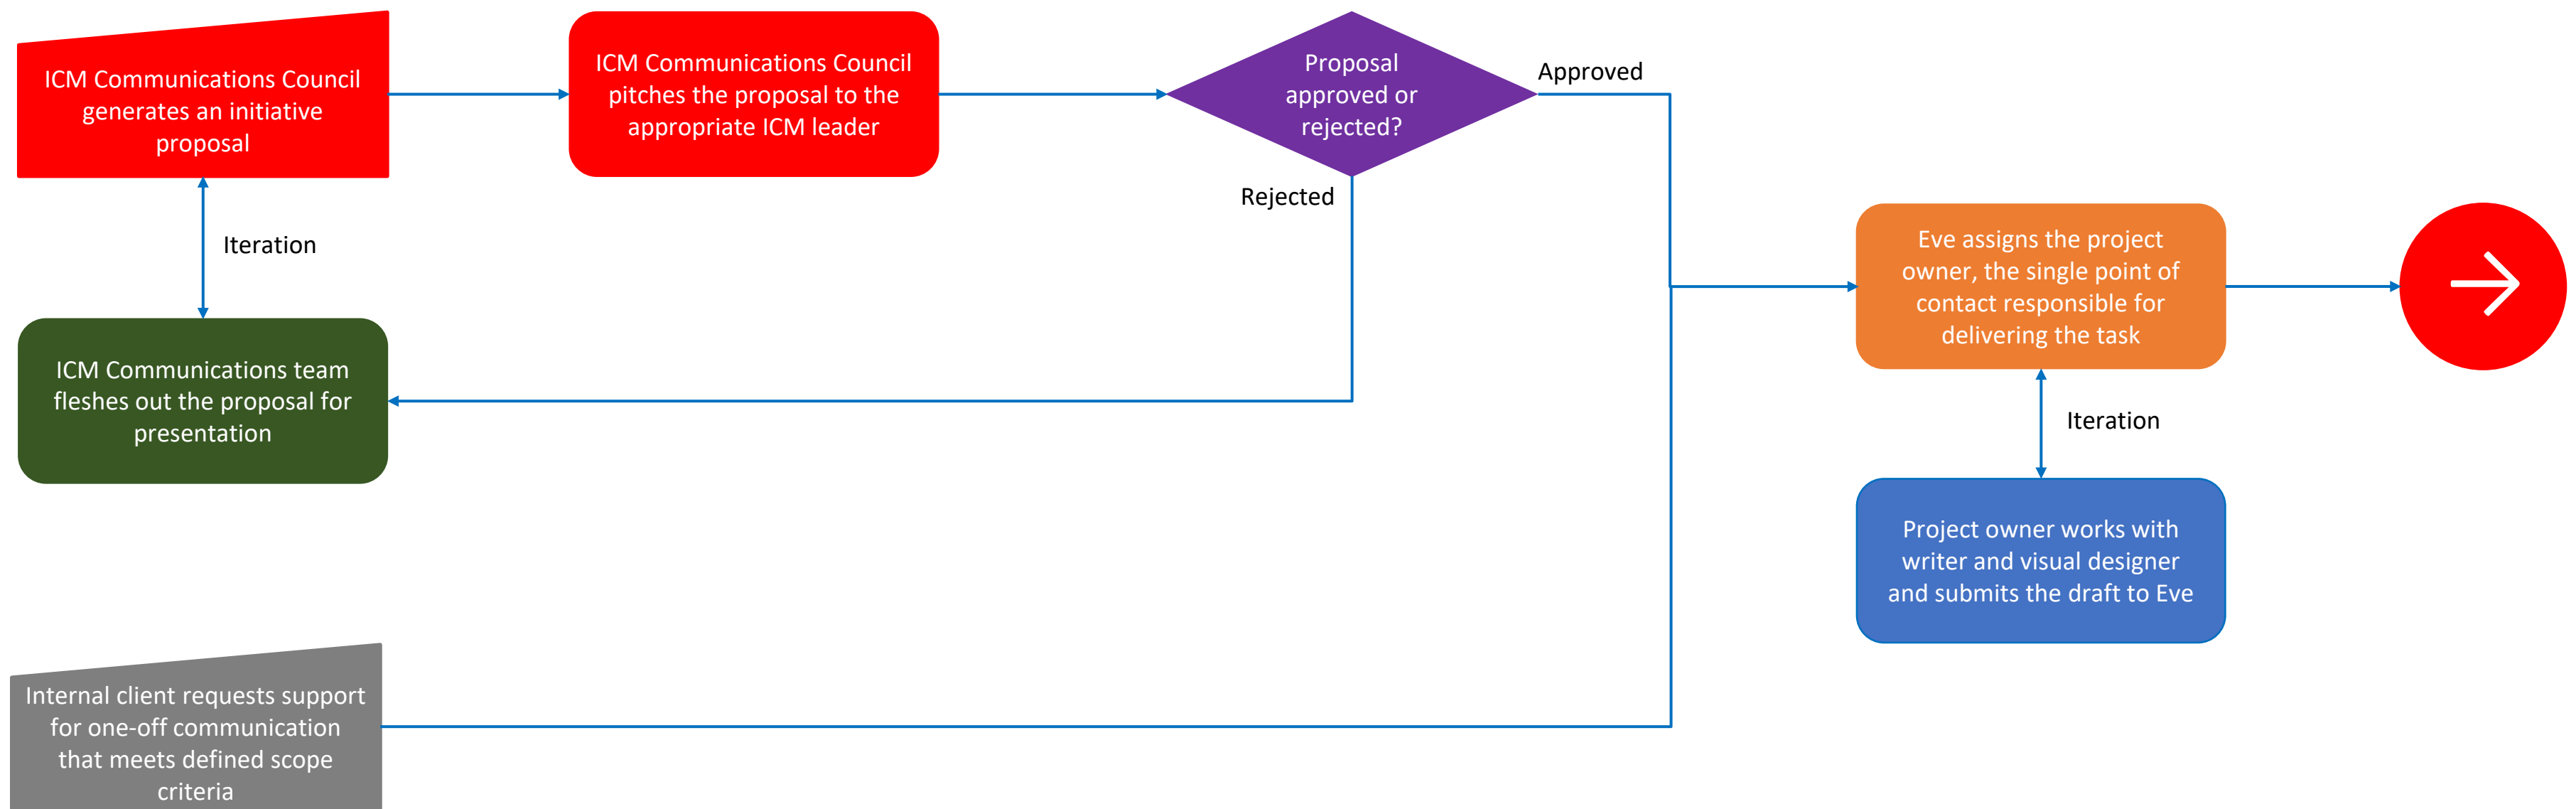 ICM Communications Council
generates an initiative
proposal
ICM Communications Council
pitches the proposal to the
appropriate ICM leader
Proposal
approved or
rejected?
Approved
Rejected
Iteration
ICM Communications team
fleshes out the proposal for
presentation
Eve assigns the project
owner, the single point of
contact responsible for
delivering the task
Iteration
Project owner works with
writer and visual designer
and submits the draft to Eve
Internal client requests support
for one-off communication
that meets defined scope
criteria